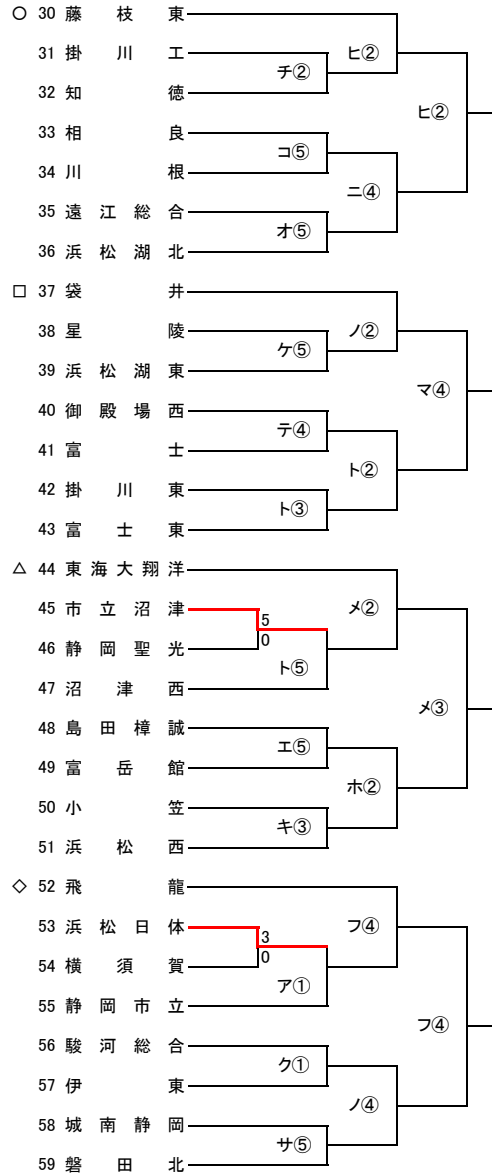 ○ 30 藤枝東
ヒ②
31 掛川工
チ②
32 知徳
ヒ②
33 相良
コ⑤
34 川根
ニ④
35 遠江総合
オ⑤
36 浜松湖北
□ 37 袋井
38 星陵
ノ②
ケ⑤
39 浜松湖東
マ④
40 御殿場西
テ④
41 富士
ト②
42 掛川東
ト③
43 富士東
△ 44 東海大翔洋
45 市立沼津
メ②
5
0
46 静岡聖光
ト⑤
47 沼津西
メ③
48 島田樟誠
エ⑤
49 富岳館
ホ②
50 小笠
キ③
51 浜松西
◇ 52 飛龍
53 浜松日体
フ④
3
0
54 横須賀
ア①
55 静岡市立
フ④
56 駿河総合
ク①
57 伊東
ノ④
58 城南静岡
サ⑤
59 磐田北